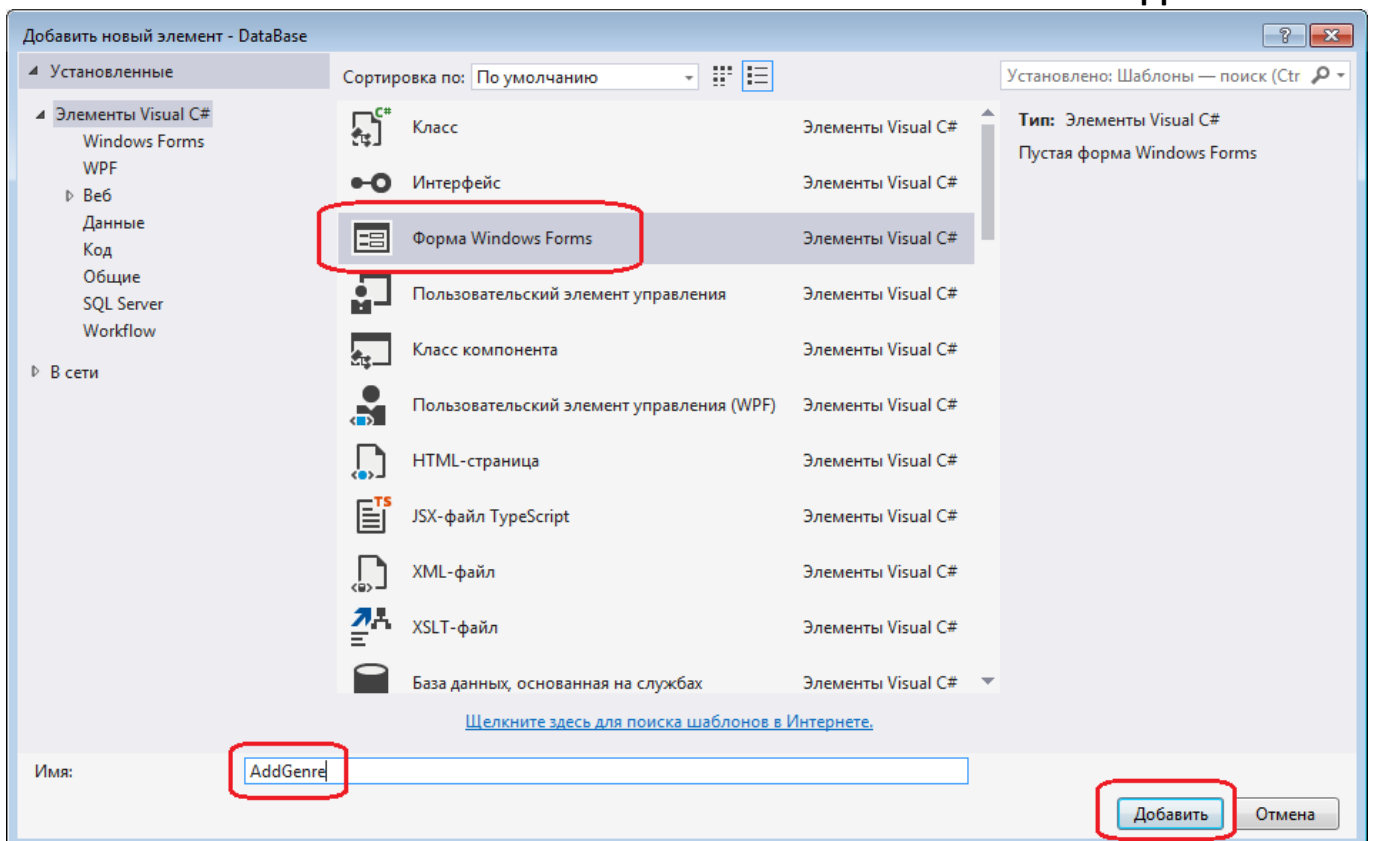 Добавить новый элемент - DataBase
Установленные
Сортировка по: По умолчанию
Установлено: Шаблоны — поиск (Ctr
Элементы Visual C#
Windows Forms
WPF
Веб
Данные
Код
Общие
SQL Server
Workflow
В сети
Класс Элементы Visual C#
Интерфейс Элементы Visual C#
Форма Windows Forms Элементы Visual C#
Пользовательский элемент управления Элементы Visual C#
Класс компонента Элементы Visual C#
Пользовательский элемент управления (WPF) Элементы Visual C#
HTML-страница Элементы Visual C#
JSX-файл TypeScript Элементы Visual C#
XML-файл Элементы Visual C#
XSLT-файл Элементы Visual C#
База данных, основанная на службах Элементы Visual C#
Щелкните здесь для поиска шаблонов в Интернете.
Тип: Элементы Visual C#
Пустая форма Windows Forms
Имя: AddGenre
Добавить Отмена